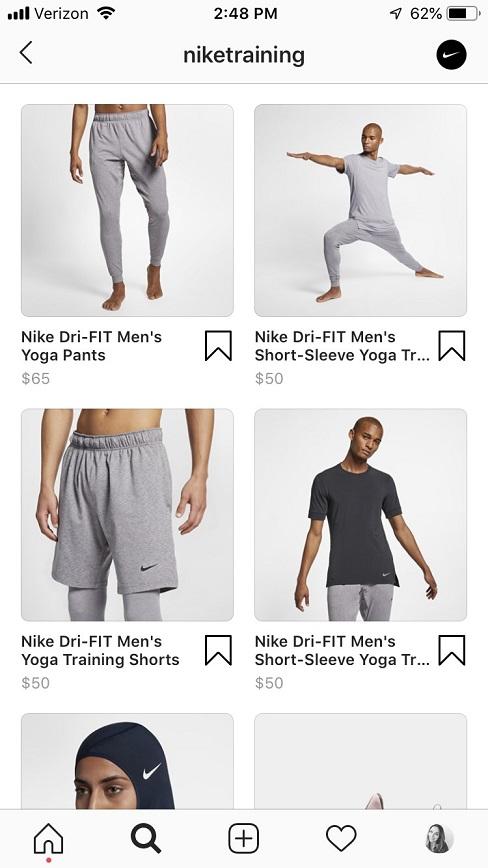 Verizon 2:48 PM 62%
niketraining
Nike Dri-FIT Men's
Yoga Pants
$65
Nike Dri-FIT Men's
Short-Sleeve Yoga Tr...
$50
Nike Dri-FIT Men's
Yoga Training Shorts
$50
Nike Dri-FIT Men's
Short-Sleeve Yoga Tr...
$50